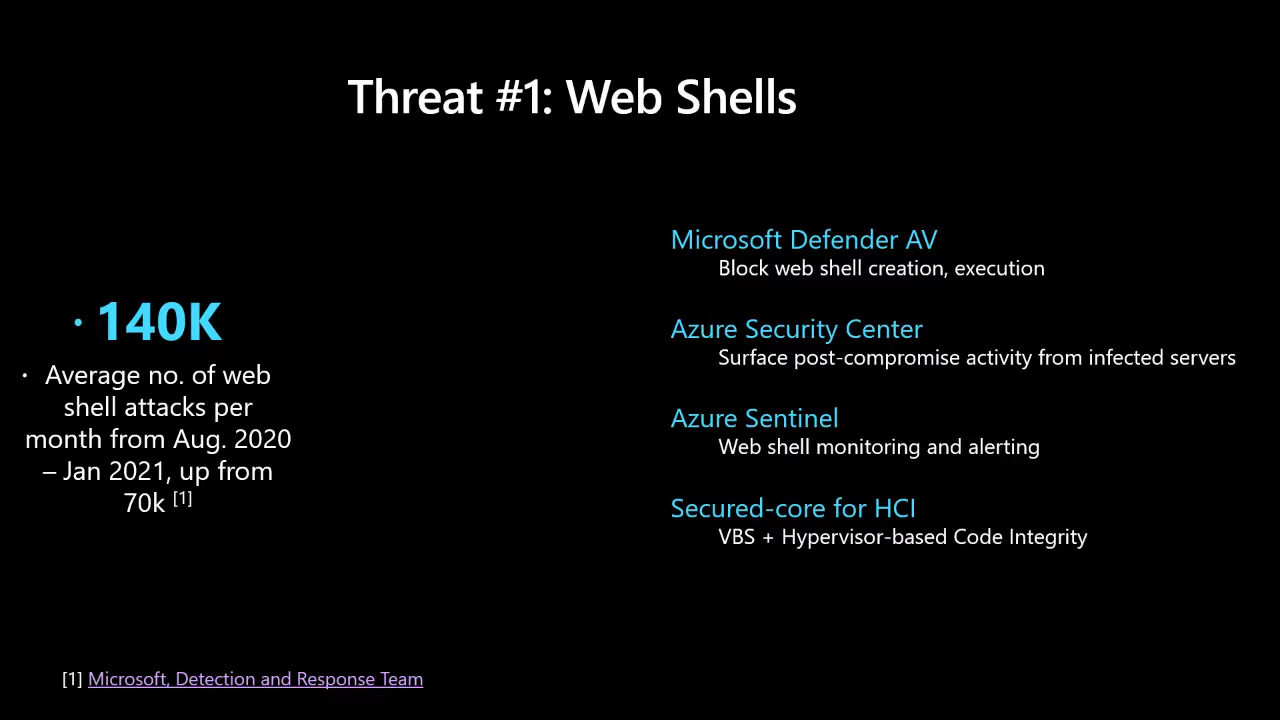 Threat #1: Web Shells
• 140K
• Average no. of web
shell attacks per
month from Aug. 2020
– Jan 2021, up from
70k [1]
Microsoft Defender AV
Block web shell creation, execution
Azure Security Center
Surface post-compromise activity from infected servers
Azure Sentinel
Web shell monitoring and alerting
Secured-core for HCI
VBS + Hypervisor-based Code Integrity
[1] Microsoft, Detection and Response Team